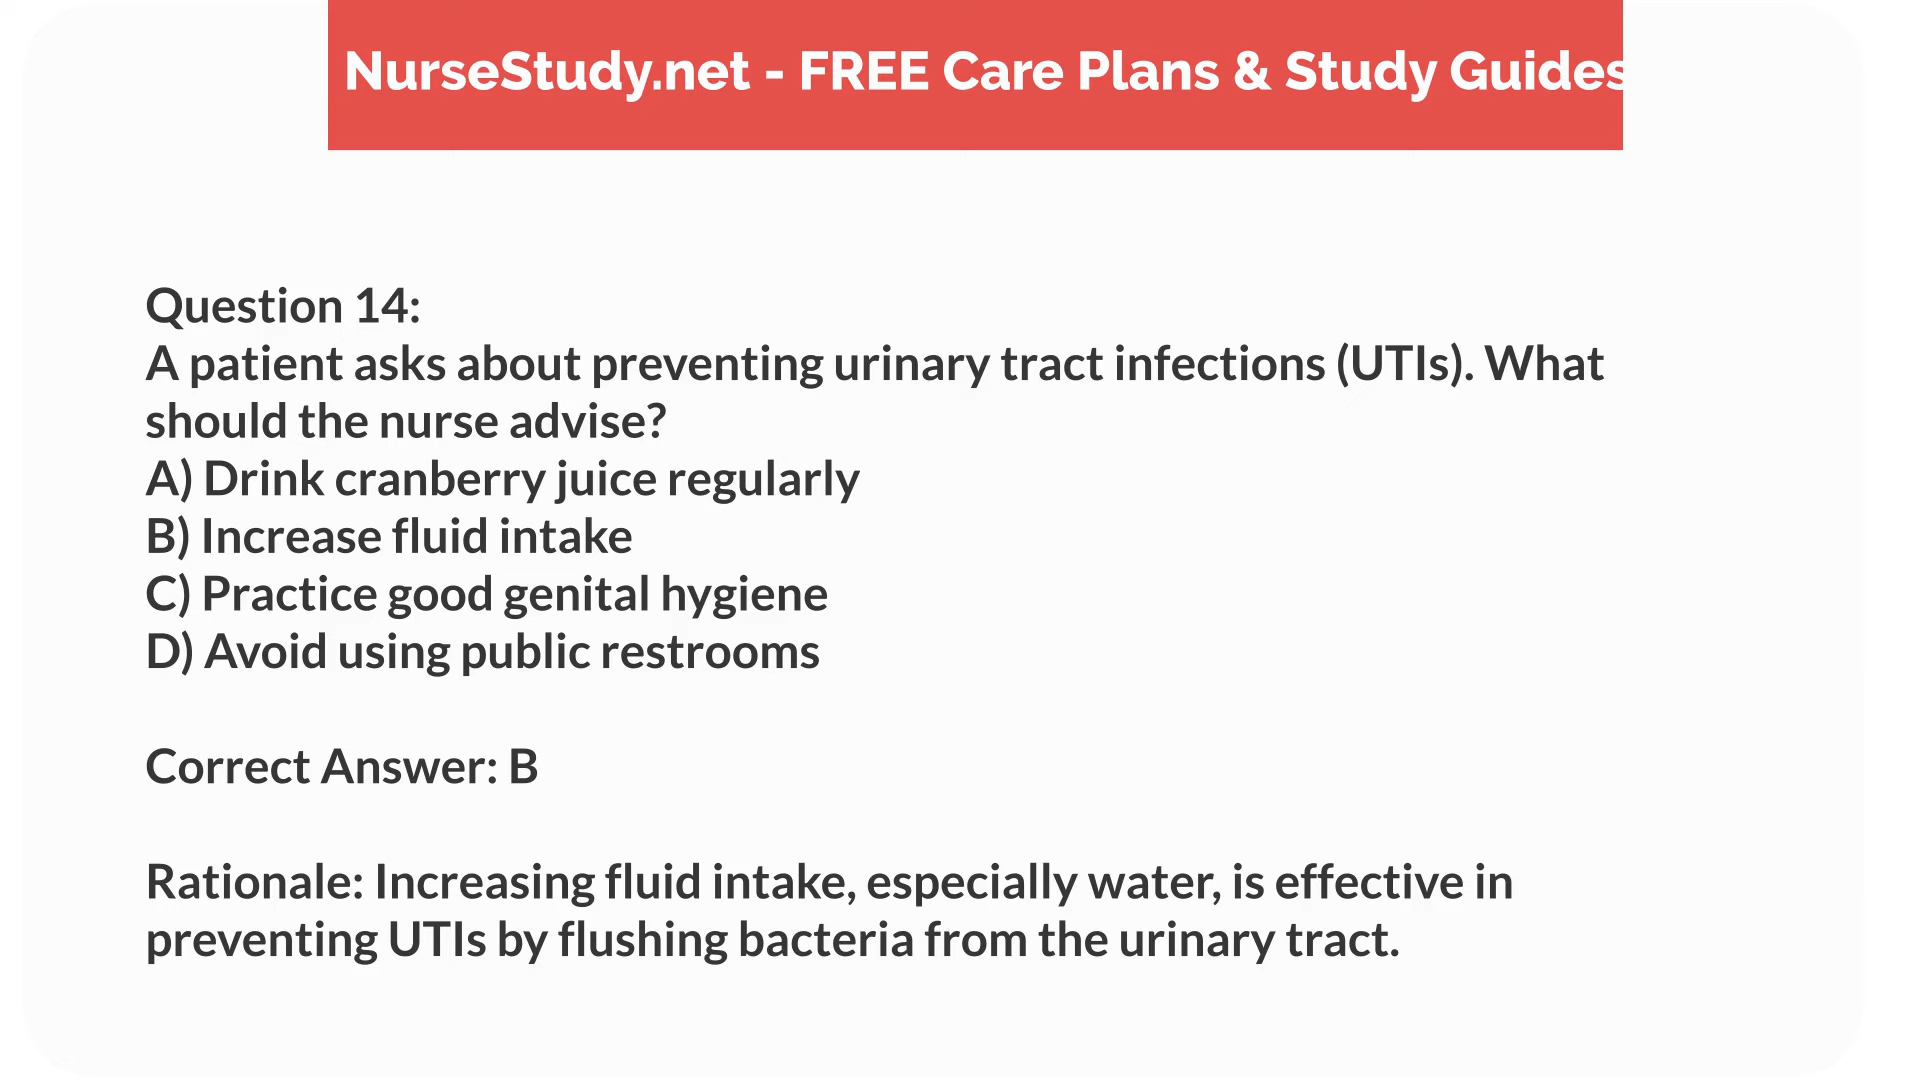 NurseStudy.net - FREE Care Plans & Study Guides
Question 14:
A patient asks about preventing urinary tract infections (UTIs). What
should the nurse advise?
A) Drink cranberry juice regularly
B) Increase fluid intake
C) Practice good genital hygiene
D) Avoid using public restrooms
Correct Answer: B
Rationale: Increasing fluid intake, especially water, is effective in
preventing UTIs by flushing bacteria from the urinary tract.